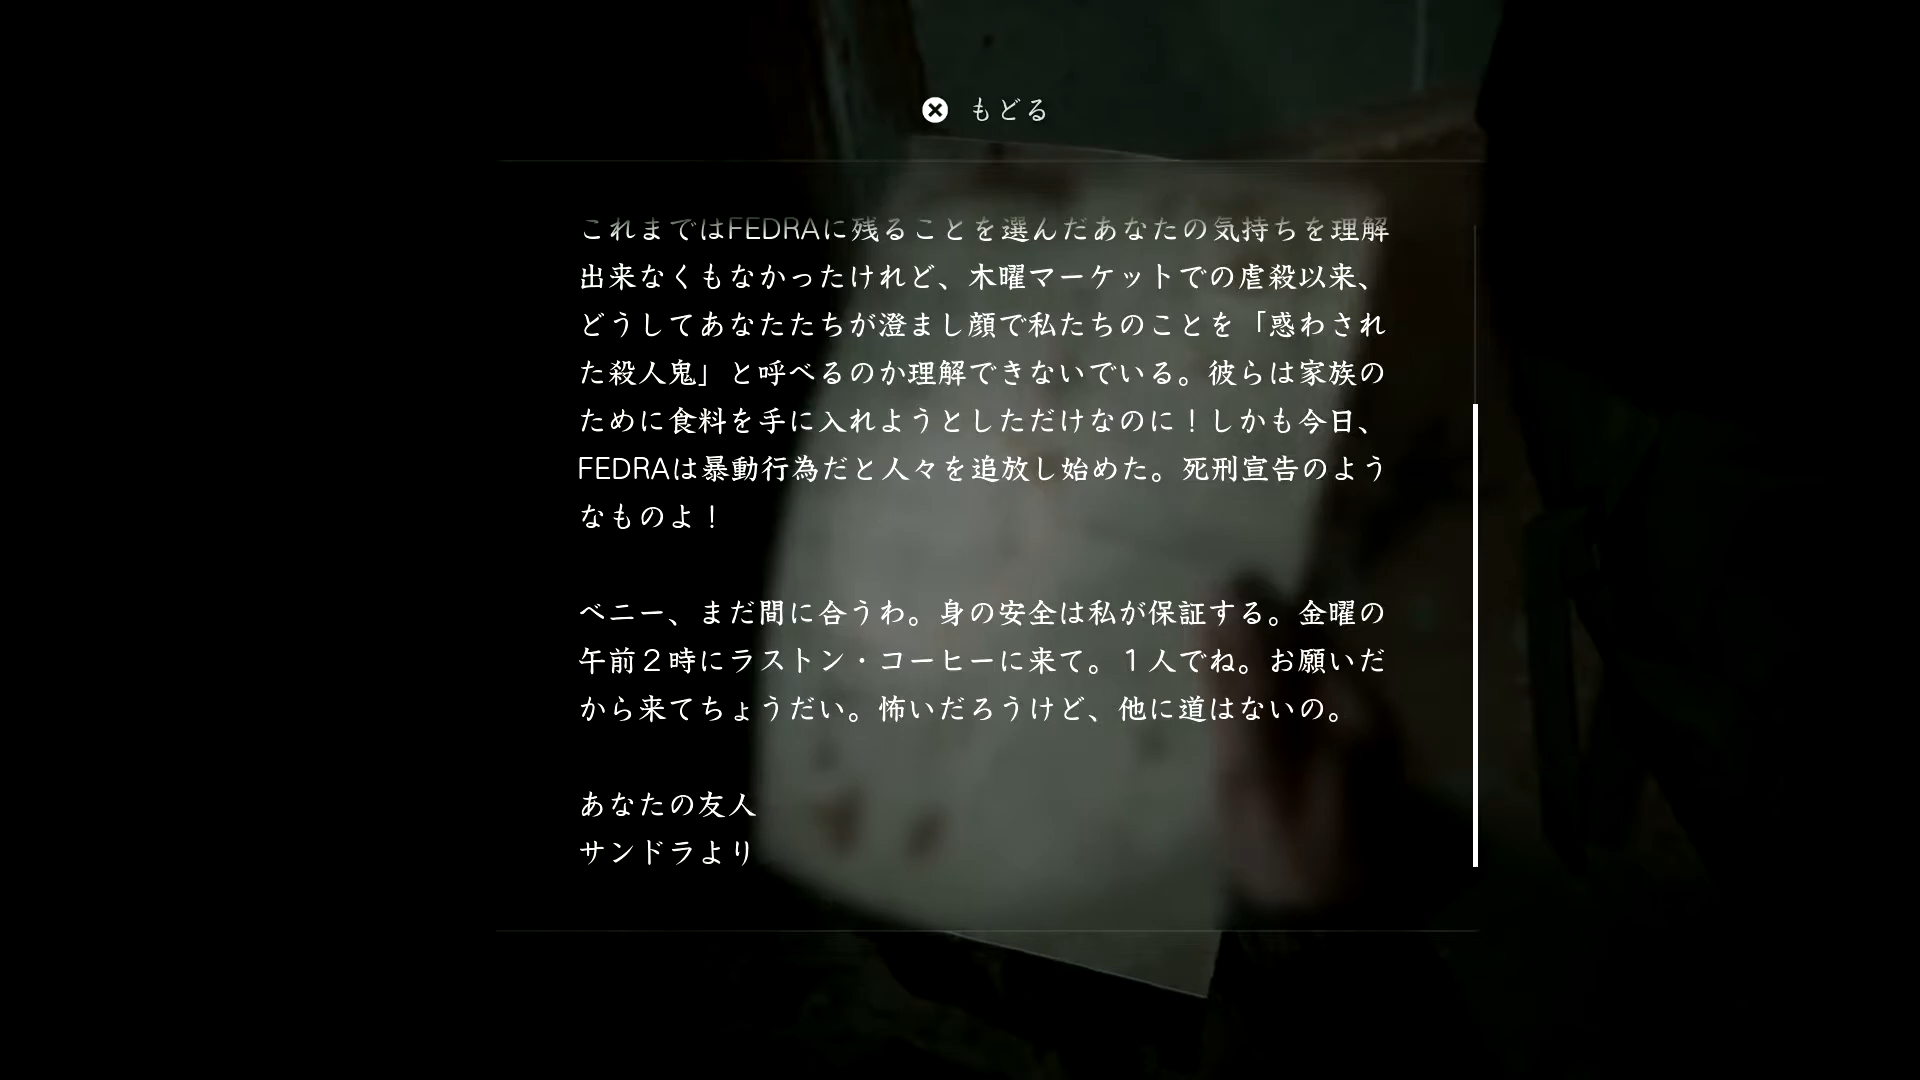 もどる
これまではFEDRAに残ることを選んだあなたの気持ちを理解
出来なくもなかったけれど、木曜マーケットでの虐殺以来、
どうしてあなたたちが澄まし顔で私たちのことを「惑わされ
た殺人鬼」と呼べるのか理解できないでいる。彼らは家族の
ために食料を手に入れようとしただけなのに！しかも今日、
FEDRAは暴動行為だと人々を追放し始めた。死刑宣告のよう
なものよ！
ベニー、まだ間に合うわ。身の安全は私が保証する。金曜の
午前２時にラストン・コーヒーに来て。１人でね。お願いだ
から来てちょうだい。怖いだろうけど、他に道はないの。
あなたの友人
サンドラより